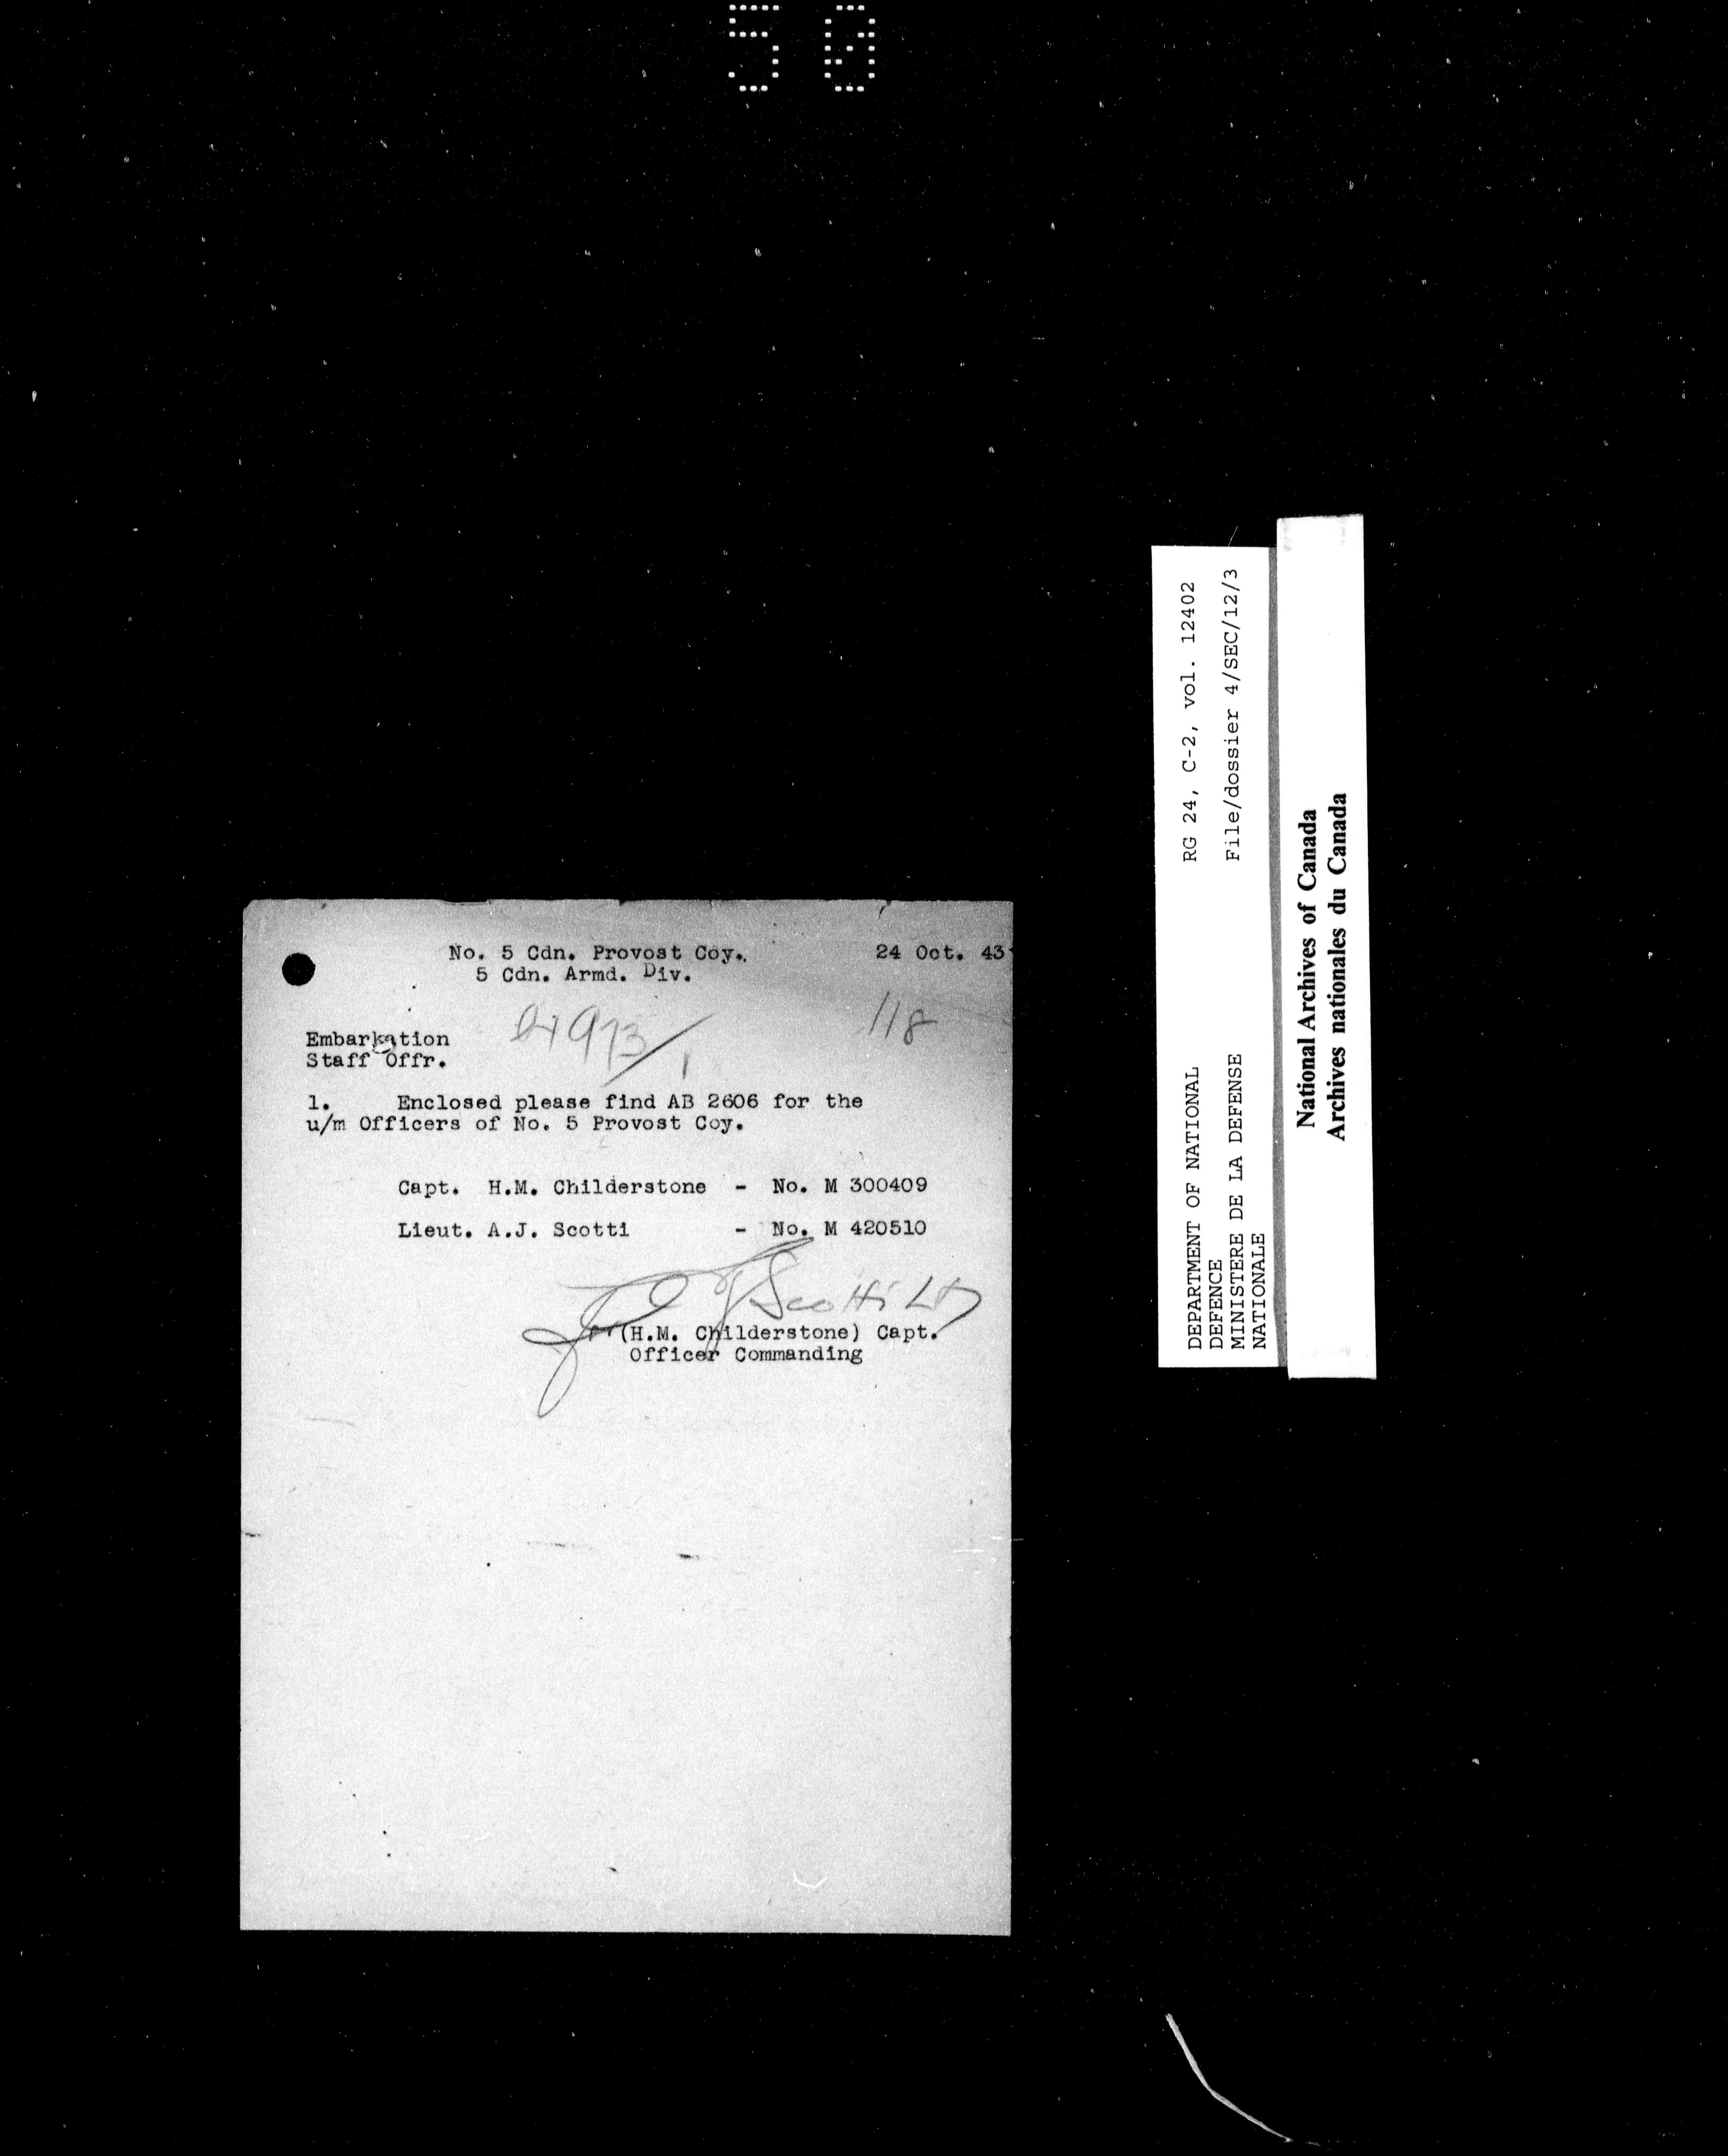 50
No. 5 Cdn. Provost Coy. 24 Oct. 43
5 Cdn. Armd. Div.
118
Embarkation
Staff Offr.
1. Enclosed please find AB 2606 for the
u/m Officers of No. 5 Provost Coy.
Capt. H.M. Childerstone - No. M 300409
Lieut. A.J. Scotti - No. M 420510
Scotti Lt
(H.M. Childerstone) Capt.
Officer Commanding
DEPARTMENT OF NATIONAL RG 24, C-2, vol. 12402
DEFENCE
MINISTERE DE LA DEFENSE File/dossier 4/SEC/12/3
NATIONALE
National Archives of Canada
Archives nationales du Canada